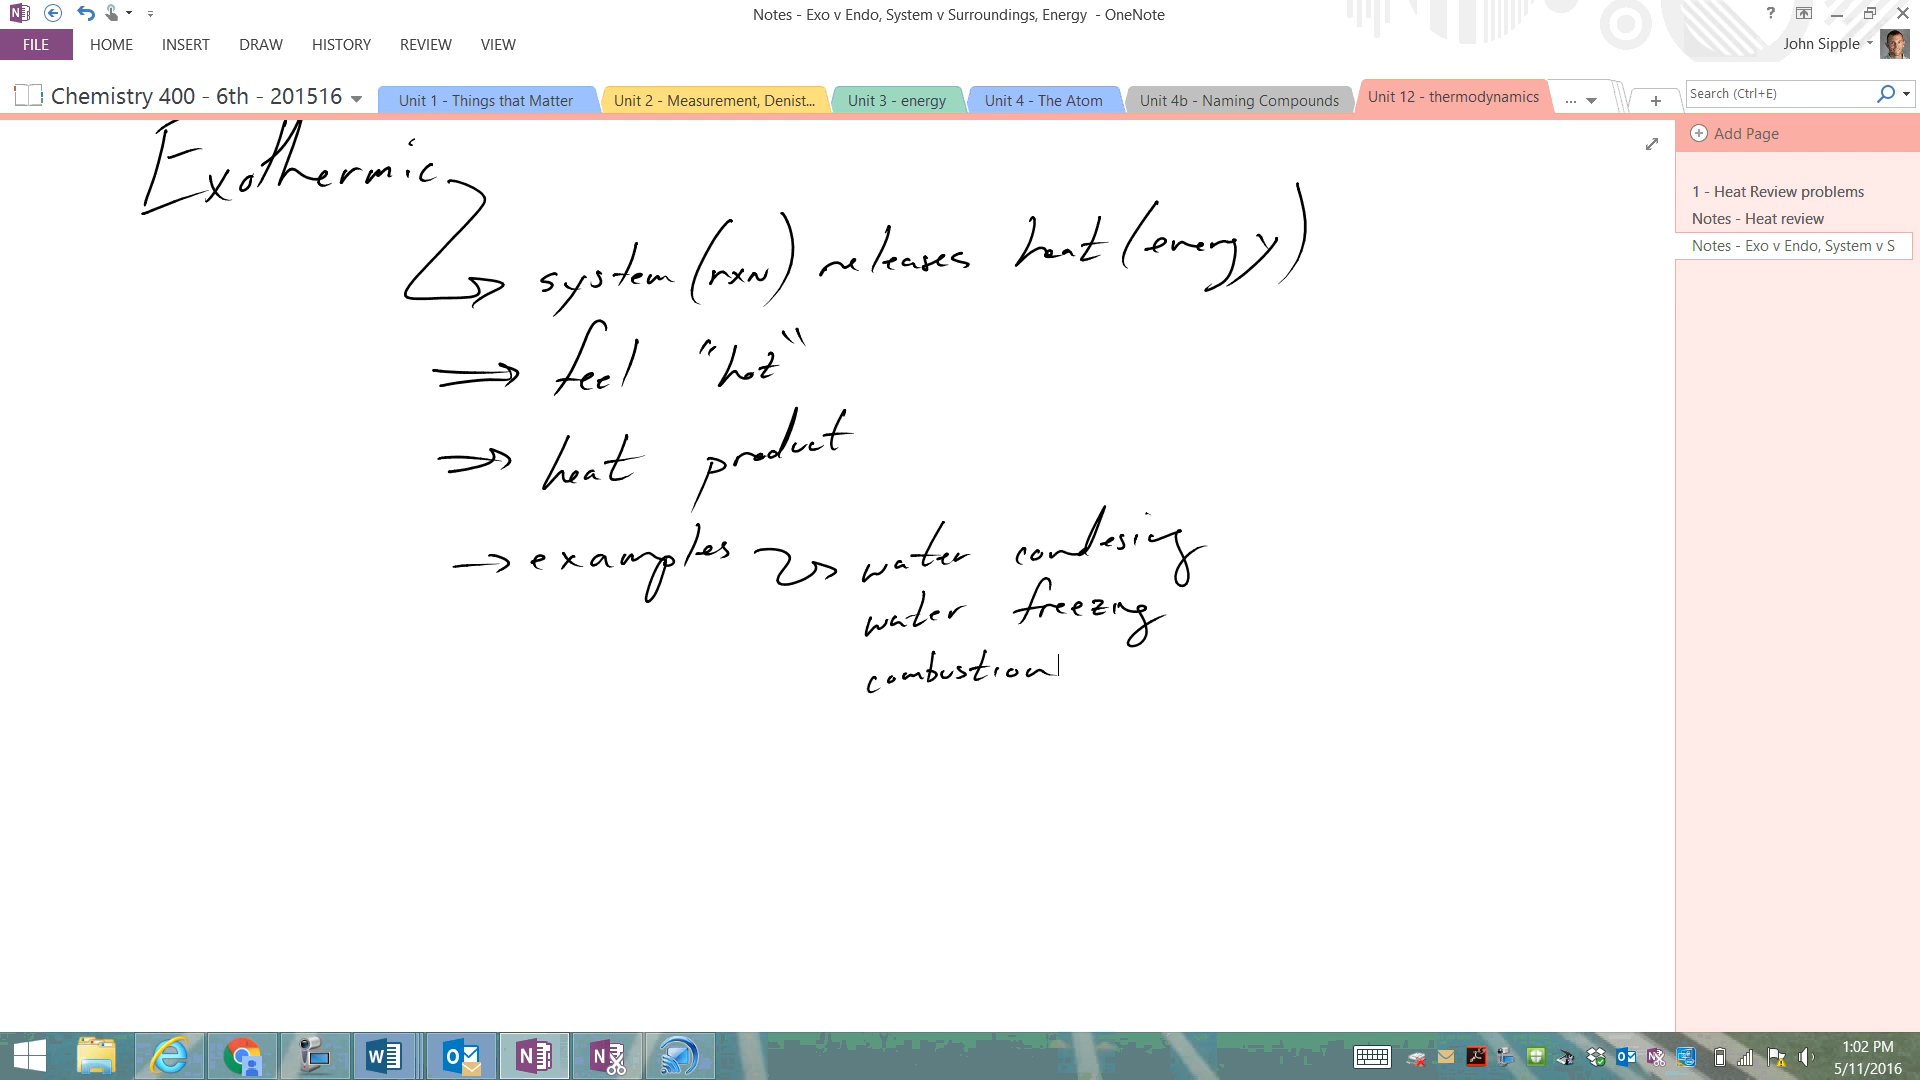 Notes - Exo v Endo, System v Surroundings, Energy - OneNote
FILE HOME INSERT DRAW HISTORY REVIEW VIEW
John Sipple
Chemistry 400 - 6th - 201516
Unit 1 - Things that Matter
Unit 2 - Measurement, Denist...
Unit 3 - energy
Unit 4 - The Atom
Unit 4b - Naming Compounds
Unit 12 - thermodynamics
...
Search (Ctrl+E)
Add Page
1 - Heat Review problems
Notes - Heat review
Notes - Exo v Endo, System v S
Exothermic
system (rxn) releases heat (energy)
feel "hot"
heat product
examples water condesing
water freezing
combustion
1:02 PM
5/11/2016